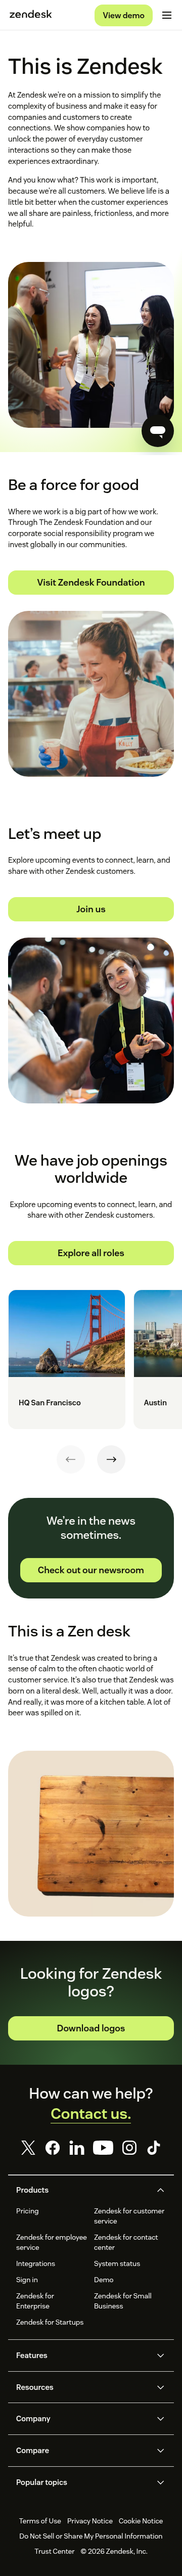 zendesk
View demo
This is Zendesk
At Zendesk we're on a mission to simplify the
complexity of business and make it easy for
companies and customers to create
connections. We show companies how to
unlock the power of everyday customer
interactions so they can make those
experiences extraordinary.
And you know what? This work is important,
because we're all customers. We believe life is a
little bit better when the customer experiences
we all share are painless, frictionless, and more
helpful.
Be a force for good
Where we work is a big part of how we work.
Through The Zendesk Foundation and our
corporate social responsibility program we
invest globally in our communities.
Visit Zendesk Foundation
Let's meet up
Explore upcoming events to connect, learn, and
share with other Zendesk customers.
Join us
We have job openings
worldwide
Explore upcoming events to connect, learn, and
share with other Zendesk customers.
Explore all roles
HQ San Francisco
Austin
We're in the news
sometimes.
Check out our newsroom
This is a Zen desk
It's true that Zendesk was created to bring a
sense of calm to the often chaotic world of
customer service. It's also true that Zendesk was
born on a literal desk. Well, actually it was a door.
And really, it was more of a kitchen table. A lot of
beer was spilled on it.
Looking for Zendesk
logos?
Download logos
How can we help?
Contact us.
Products
Pricing
Zendesk for customer
service
Zendesk for employee
service
Zendesk for contact
center
Integrations
System status
Sign in
Demo
Zendesk for
Enterprise
Zendesk for Small
Business
Zendesk for Startups
Features
Resources
Company
Compare
Popular topics
Terms of Use Privacy Notice Cookie Notice
Do Not Sell or Share My Personal Information
Trust Center © 2026 Zendesk, Inc.